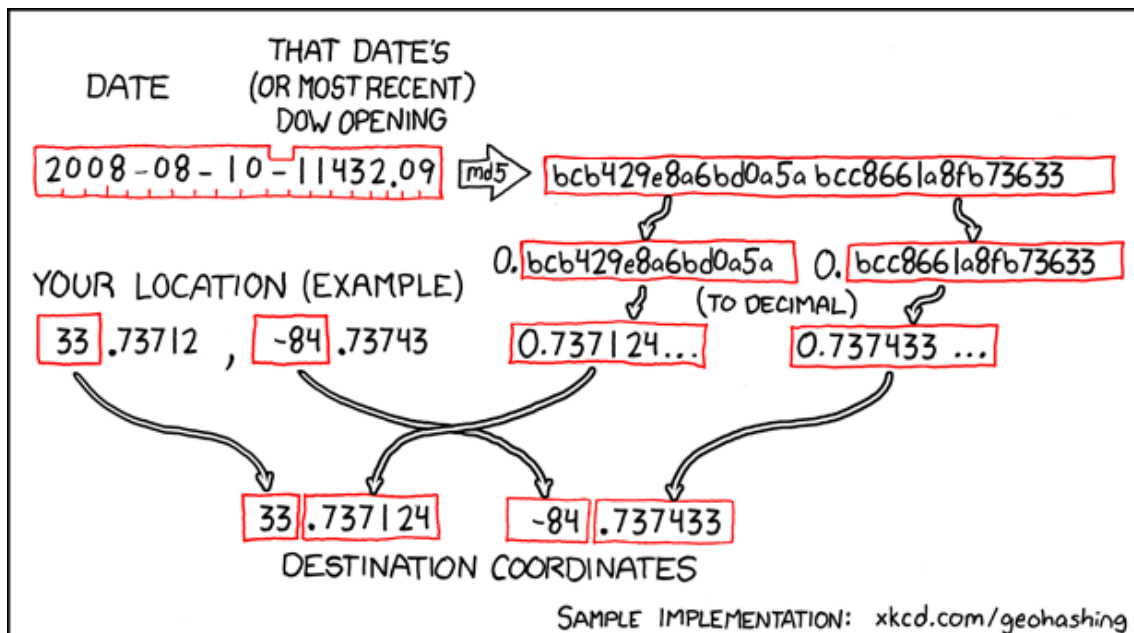 DATE
THAT DATE'S
(OR MOST RECENT)
DOW OPENING
2008-08-10-11432.09
md5
bcb429e8a6bd0a5a bcc8661a8fb73633
0. bcb429e8a6bd0a5a
0. bcc8661a8fb73633
(TO DECIMAL)
0.737124...
0.737433 ...
YOUR LOCATION (EXAMPLE)
33.73712, -84.73743
33.737124
-84.737433
DESTINATION COORDINATES
SAMPLE IMPLEMENTATION: xkcd.com/geohashing